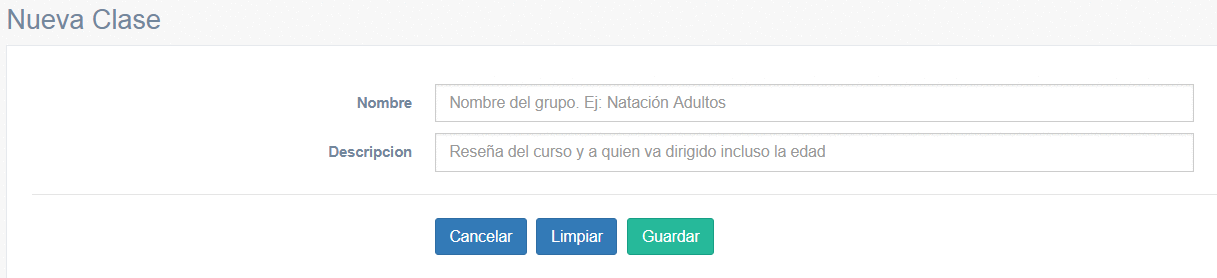 Nueva Clase
Nombre Nombre del grupo. Ej: Natación Adultos
Descripcion Reseña del curso y a quien va dirigido incluso la edad
Cancelar Limpiar Guardar